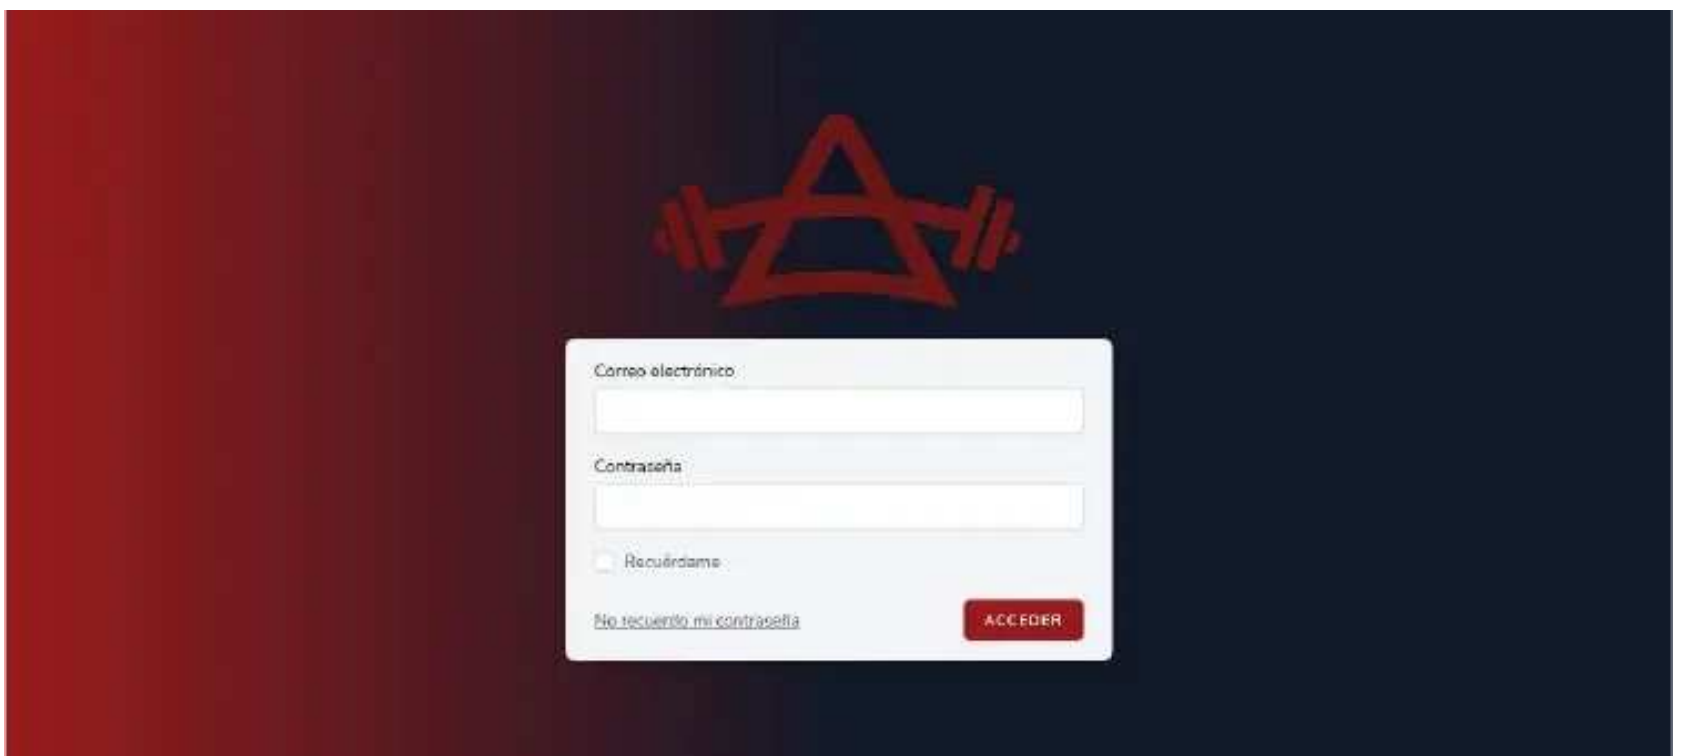 Correo electrónico
Contraseña
Recuérdame
No recuerdo mi contraseña
ACCEDER